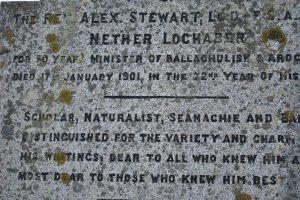 THE REV. ALEX. STEWART, LL.D., F.S.A.
NETHER LOCHABER
FOR 50 YEARS MINISTER OF BALLACHULISH & ARDG
DIED 17TH JANUARY 1901, IN THE 72ND YEAR OF HIS
SCHOLAR, NATURALIST, SEANACHIE AND BA
DISTINGUISHED FOR THE VARIETY AND CHARM
HIS WRITINGS; DEAR TO ALL WHO KNEW HIM &
MOST DEAR TO THOSE WHO KNEW HIM BEST